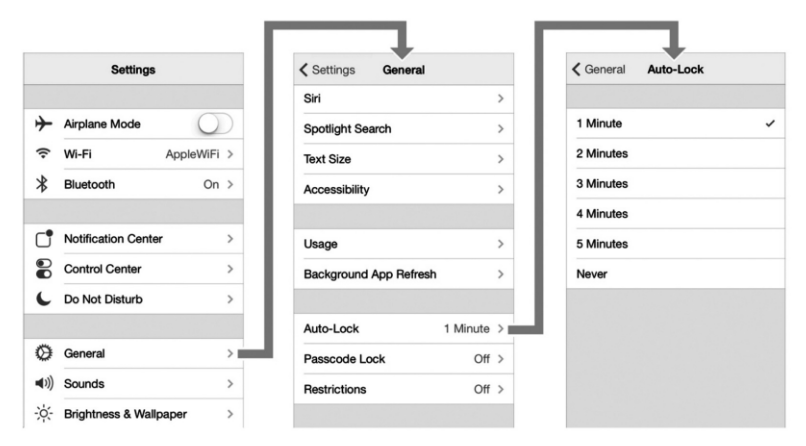 Settings
Airplane Mode
Wi-Fi AppleWiFi
Bluetooth On
Notification Center
Control Center
Do Not Disturb
General
Sounds
Brightness & Wallpaper
Settings General
Siri
Spotlight Search
Text Size
Accessibility
Usage
Background App Refresh
Auto-Lock 1 Minute
Passcode Lock Off
Restrictions Off
General Auto-Lock
1 Minute
2 Minutes
3 Minutes
4 Minutes
5 Minutes
Never